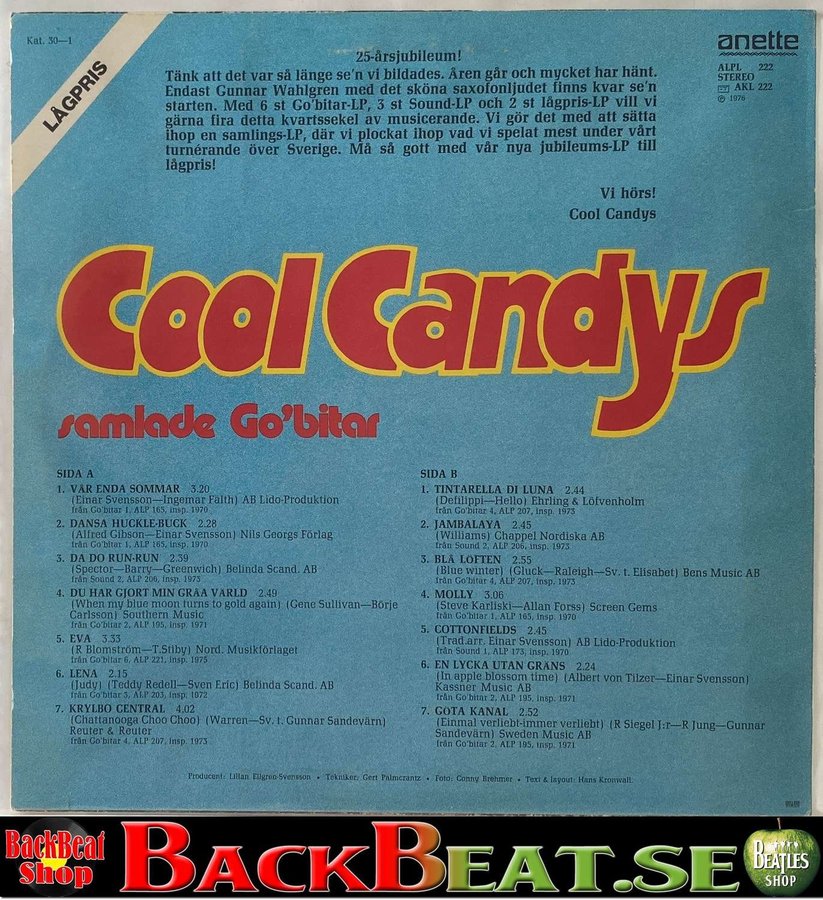 Kat. 30—1
LÅGPRIS
anette
ALPL 222
STEREO
AKL 222
℗ 1976
25-årsjubileum!
Tänk att det var så länge se'n vi bildades. Åren går och mycket har hänt.
Endast Gunnar Wahlgren med det sköna saxofonljudet finns kvar se'n
starten. Med 6 st Go'bitar-LP, 3 st Sound-LP och 2 st lågpris-LP vill vi
gärna fira detta kvartssekel av musicerande. Vi gör det med att sätta
ihop en samlings-LP, där vi plockat ihop vad vi spelat mest under vårt
turnérande över Sverige. Må så gott med vår nya jubileums-LP till
lågpris!
Vi hörs!
Cool Candys
Cool Candys
samlade Go'bitar
SIDA A
1. VÅR ENDA SOMMAR 3.20
(Einar Svensson—Ingemar Fälth) AB Lido-Produktion
från Go'bitar 1, ALP 165, insp. 1970
2. DANSA HUCKLE-BUCK 2.28
(Alfred Gibson—Einar Svensson) Nils Georgs Förlag
från Go'bitar 1, ALP 165, insp. 1970
3. DA DO RUN-RUN 2.39
(Spector—Barry—Greenwich) Belinda Scand. AB
från Sound 2, ALP 206, insp. 1973
4. DU HAR GJORT MIN GRÅA VÄRLD 2.49
(When my blue moon turns to gold again) (Gene Sullivan—Börje
Carlsson) Southern Music
från Go'bitar 2, ALP 195, insp. 1971
5. EVA 3.33
(R Blomström—T.Stiby) Nord. Musikförlaget
från Go'bitar 6, ALP 221, insp. 1975
6. LENA 2.15
(Judy) (Teddy Redell—Sven Eric) Belinda Scand. AB
från Go'bitar 3, ALP 203, insp. 1972
7. KRYLBO CENTRAL 4.02
(Chattanooga Choo Choo) (Warren—Sv. t. Gunnar Sandevärn)
Reuter & Reuter
från Go'bitar 4, ALP 207, insp. 1973
SIDA B
1. TINTARELLA DI LUNA 2.44
(Defilippi—Hello) Ehrling & Löfvenholm
från Go'bitar 4, ALP 207, insp. 1973
2. JAMBALAYA 2.45
(Williams) Chappel Nordiska AB
från Sound 2, ALP 206, insp. 1973
3. BLÅ LÖFTEN 2.55
(Blue winter) (Gluck—Raleigh—Sv. t. Elisabet) Bens Music AB
från Go'bitar 4, ALP 207, insp. 1973
4. MOLLY 3.06
(Steve Karliski—Allan Forss) Screen Gems
från Go'bitar 1, ALP 165, insp. 1970
5. COTTONFIELDS 2.45
(Trad.arr. Einar Svensson) AB Lido-Produktion
från Sound 1, ALP 173, insp. 1970
6. EN LYCKA UTAN GRÄNS 2.24
(In apple blossom time) (Albert von Tilzer—Einar Svensson)
Kassner Music AB
från Go'bitar 2, ALP 195, insp. 1971
7. GÖTA KANAL 2.52
(Einmal verliebt-immer verliebt) (R Siegel J:r—R Jung—Gunnar
Sandevärn) Sweden Music AB
från Go'bitar 2, ALP 195, insp. 1971
Producent: Lilian Ellgren-Svensson • Tekniker: Gert Palmcrantz • Foto: Conny Brehmer • Text & layout: Hans Kronwall.
BackBeat
Shop
BACKBEAT.SE
BEATLES
SHOP